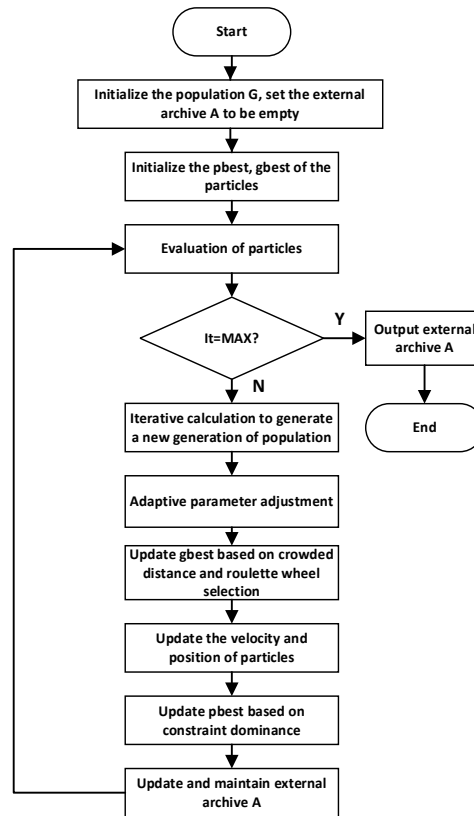 Start
Initialize the population G, set the external
archive A to be empty
Initialize the pbest, gbest of the
particles
Evaluation of particles
It=MAX?
Y
Output external
archive A
N
End
Iterative calculation to generate
a new generation of population
Adaptive parameter adjustment
Update gbest based on crowded
distance and roulette wheel
selection
Update the velocity and
position of particles
Update pbest based on
constraint dominance
Update and maintain external
archive A